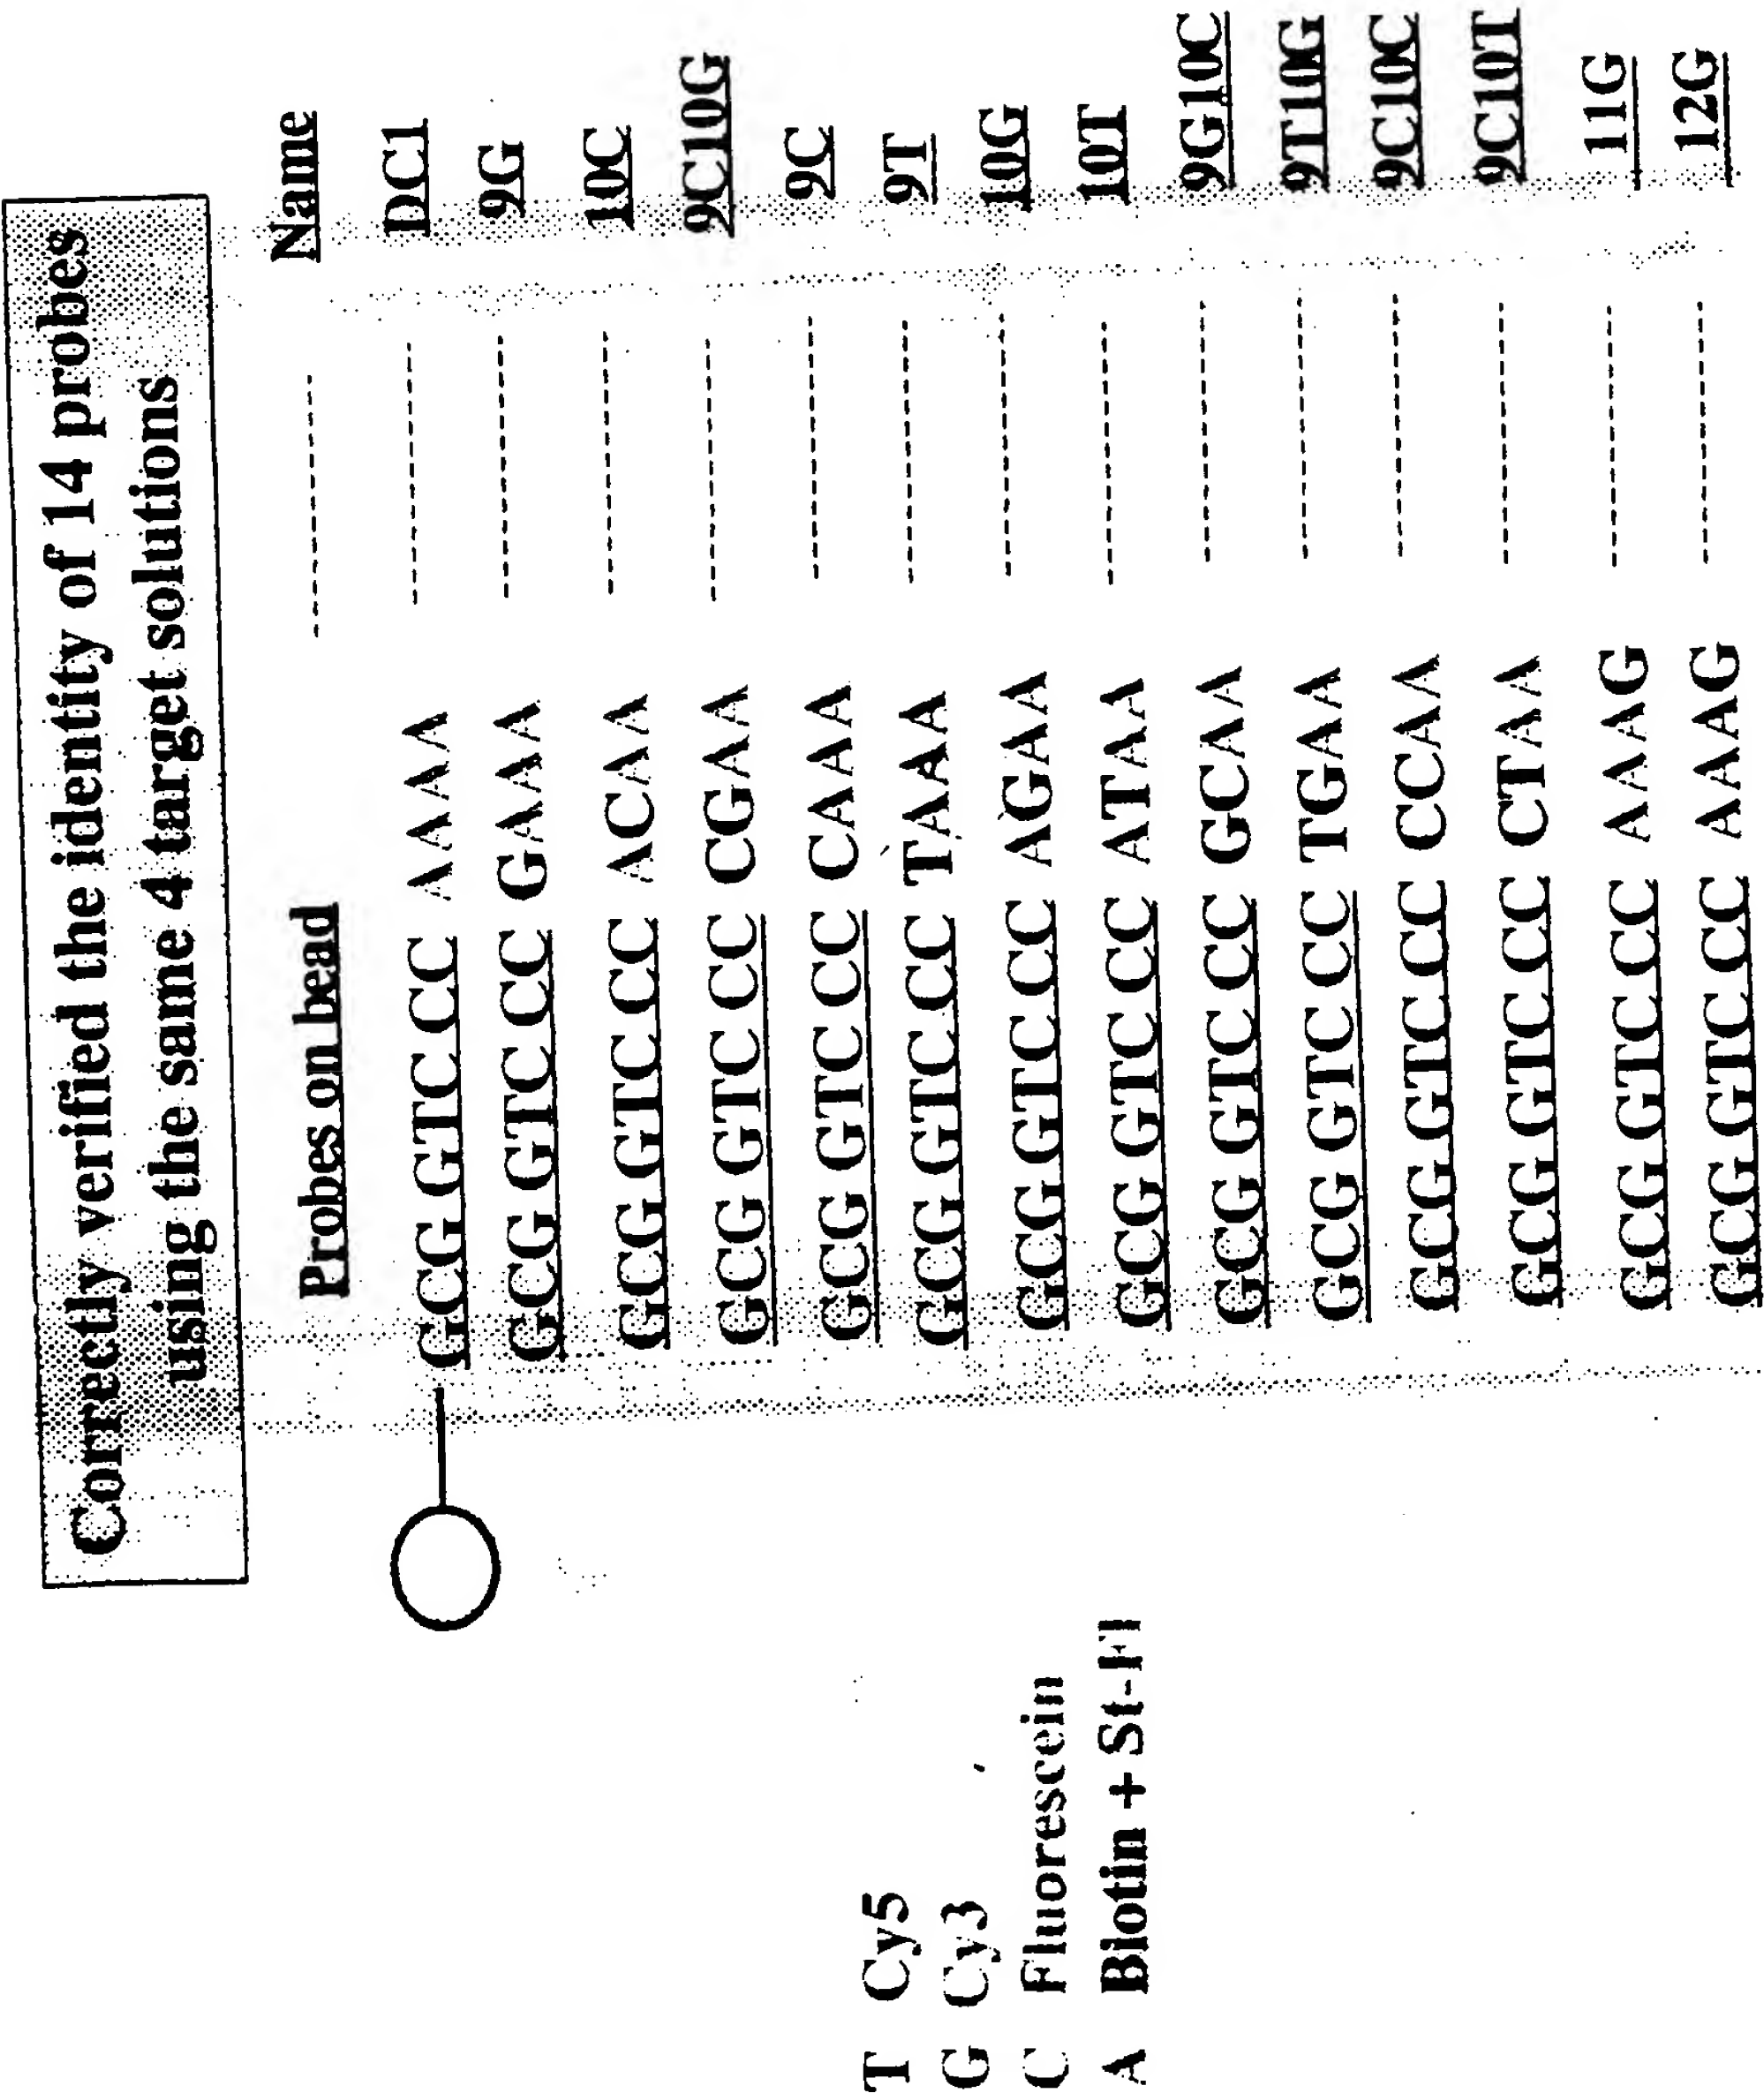 Correctly verified the identity of 14 probes
using the same 4 target solutions
Probes on bead ---------- Name
GCG GTC CC AAAA ---------- DC1
GCG GTC CC GAAA ---------- 9G
GCG GTC CC ACAA ---------- 10C
GCG GTC CC CGAA ---------- 9C10G
GCG GTC CC CAAA ---------- 9C
GCG GTC CC TAAA ---------- 9T
GCG GTC CC AGAA ---------- 10G
GCG GTC CC ATAA ---------- 10T
GCG GTC CC GCAA ---------- 9G10C
GCG GTC CC TGAA ---------- 9T10G
GCG GTC CC CCAA ---------- 9C10C
GCG GTC CC CTAA ---------- 9C10T
GCG GTC CC AAAG ---------- 11G
GCG GTC CC AAAG ---------- 12G
T Cy5
G Cy3
C Fluorescein
A Biotin + St-Fl